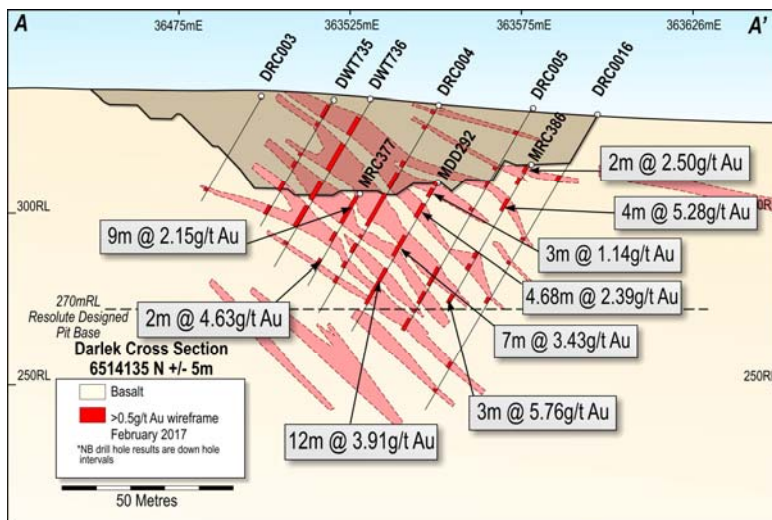 A
36475mE
363525mE
363575mE
363626mE
A'
DRC003
DWT735
DWT736
DRC004
DRC005
DRC0016
MRC377
MDD292
MRC386
2m @ 2.50g/t Au
300RL
4m @ 5.28g/t Au
9m @ 2.15g/t Au
3m @ 1.14g/t Au
4.68m @ 2.39g/t Au
270mRL
Resolute Designed
Pit Base
2m @ 4.63g/t Au
7m @ 3.43g/t Au
Darlek Cross Section
6514135 N +/- 5m
250RL
250RL
Basalt
>0.5g/t Au wireframe
February 2017
*NB drill hole results are down hole
intervals
3m @ 5.76g/t Au
12m @ 3.91g/t Au
50 Metres